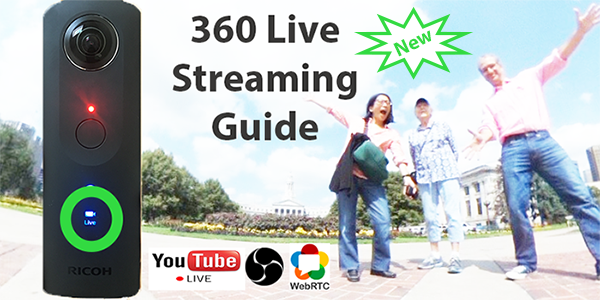 360 Live
Streaming
Guide
New
Live
RICOH
YouTube
LIVE
WebRTC